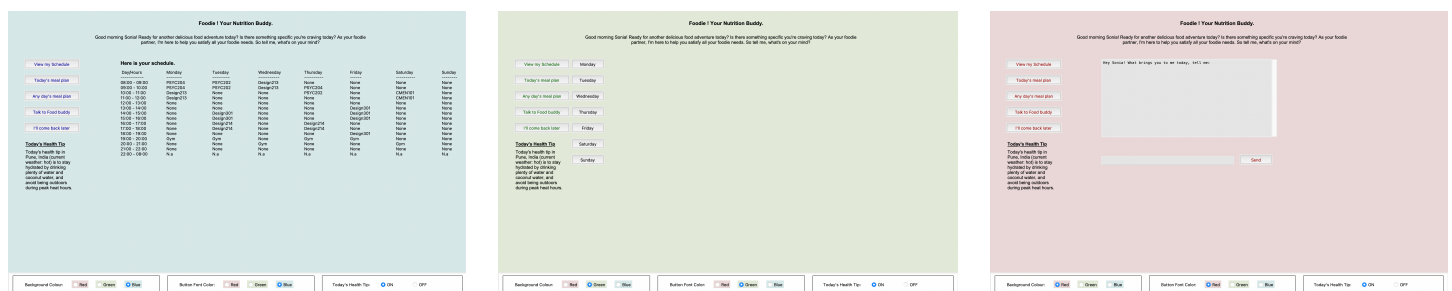 Foodie ! Your Nutrition Buddy.
Good morning Sonia! Ready for another delicious food adventure today? Is there something specific you're craving today? As your foodie
partner, I'm here to help you satisfy all your foodie needs. So tell me, what's on your mind?
View my Schedule
Today's meal plan
Any day's meal plan
Talk to Food buddy
I'll come back later
Today's Health Tip
Today's health tip in
Pune, India (current
weather: hot) is to stay
hydrated by drinking
plenty of water and
coconut water, and
avoid being outdoors
during peak heat hours.
Here is your schedule.
Day/Hours Monday Tuesday Wednesday Thursday Friday Saturday Sunday
08:00 - 09:00 PSYC204 PSYC202 Design213 None None None None
09:00 - 10:00 PSYC204 PSYC202 Design213 PSYC204 None None None
10:00 - 11:00 Design213 None None PSYC202 None CMEN101 None
11:00 - 12:00 Design213 None None None None CMEN101 None
12:00 - 13:00 None None None None None None None
13:00 - 14:00 None None None None Design301 None None
14:00 - 15:00 None Design301 None None None None None
15:00 - 16:00 None Design301 None None Design301 None None
16:00 - 17:00 None Design214 None Design214 None None None
17:00 - 18:00 None Design214 None Design214 None None None
18:00 - 19:00 None None None None Design301 None None
19:00 - 20:00 Gym Gym None None Gym None None
20:00 - 21:00 None None Gym None None Gym None
21:00 - 22:00 None None None None None None None
22:00 - 08:00 N.a N.a N.a N.a N.a N.a N.a
Background Colour: Red Green Blue
Button Font Color: Red Green Blue
Today's Health Tip: ON OFF
Foodie ! Your Nutrition Buddy.
Good morning Sonia! Ready for another delicious food adventure today? Is there something specific you're craving today? As your foodie
partner, I'm here to help you satisfy all your foodie needs. So tell me, what's on your mind?
View my Schedule
Today's meal plan
Any day's meal plan
Talk to Food buddy
I'll come back later
Monday
Tuesday
Wednesday
Thursday
Friday
Saturday
Sunday
Today's Health Tip
Today's health tip in
Pune, India (current
weather: hot) is to stay
hydrated by drinking
plenty of water and
coconut water, and
avoid being outdoors
during peak heat hours.
Background Colour: Red Green Blue
Button Font Color: Red Green Blue
Today's Health Tip: ON OFF
Foodie ! Your Nutrition Buddy.
Good morning Sonia! Ready for another delicious food adventure today? Is there something specific you're craving today? As your foodie
partner, I'm here to help you satisfy all your foodie needs. So tell me, what's on your mind?
View my Schedule
Today's meal plan
Any day's meal plan
Talk to Food buddy
I'll come back later
Today's Health Tip
Today's health tip in
Pune, India (current
weather: hot) is to stay
hydrated by drinking
plenty of water and
coconut water, and
avoid being outdoors
during peak heat hours.
Hey Sonia! What brings you to me today, tell me:
Send
Background Colour: Red Green Blue
Button Font Color: Red Green Blue
Today's Health Tip: ON OFF